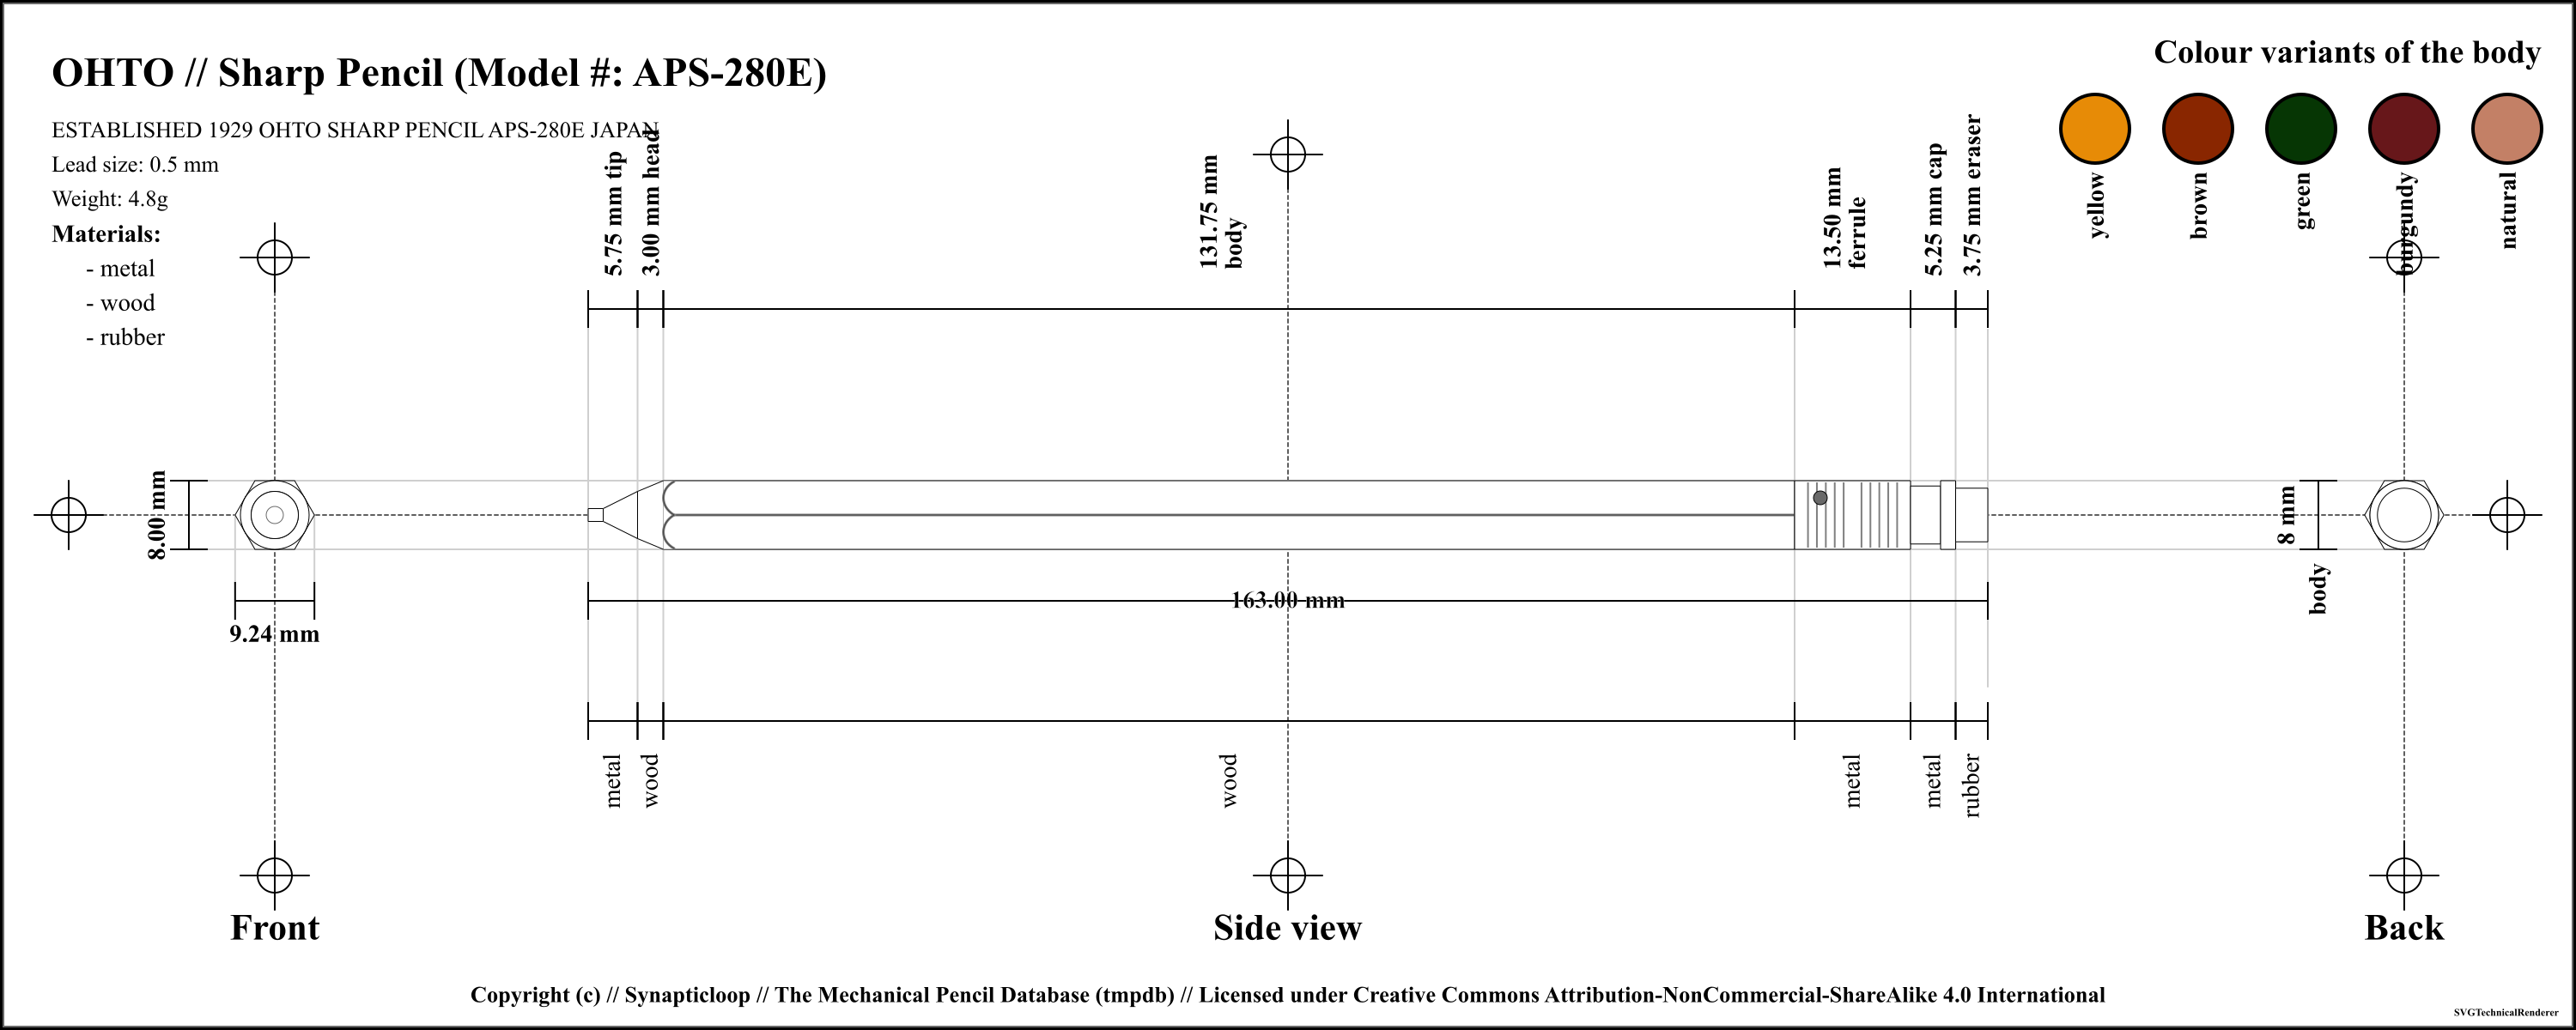 OHTO // Sharp Pencil (Model #: APS-280E)
Colour variants of the body
ESTABLISHED 1929 OHTO SHARP PENCIL APS-280E JAPAN
Lead size: 0.5 mm
Weight: 4.8g
Materials:
- metal
- wood
- rubber
yellow
brown
green
burgundy
natural
5.75 mm tip
3.00 mm head
131.75 mm
body
13.50 mm
ferrule
5.25 mm cap
3.75 mm eraser
8.00 mm
9.24 mm
163.00 mm
8 mm
body
metal
wood
wood
metal
metal
rubber
Front
Side view
Back
Copyright (c) // Synapticloop // The Mechanical Pencil Database (tmpdb) // Licensed under Creative Commons Attribution-NonCommercial-ShareAlike 4.0 International
SVGTechnicalRenderer